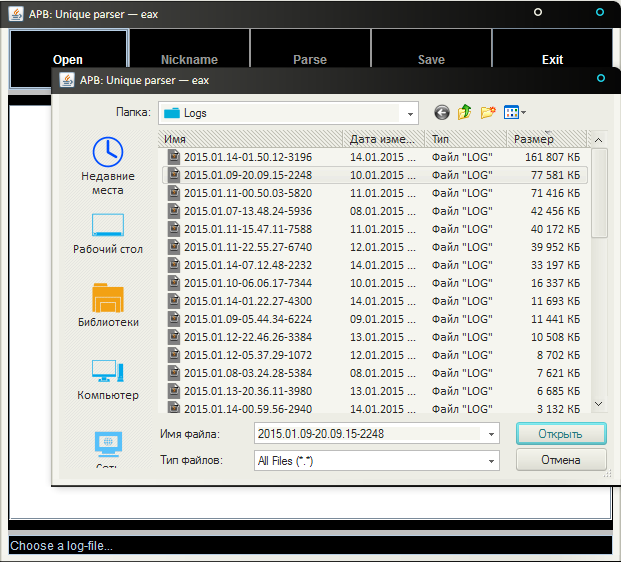 APB: Unique parser — eax
Open Nickname Parse Save Exit
APB: Unique parser — eax
Папка: Logs
Недавние места
Рабочий стол
Библиотеки
Компьютер
Имя Дата изме... Тип Размер
2015.01.14-01.50.12-3196 14.01.2015 ... Файл "LOG" 161 807 КБ
2015.01.09-20.09.15-2248 10.01.2015 ... Файл "LOG" 77 581 КБ
2015.01.11-00.50.03-5820 11.01.2015 ... Файл "LOG" 71 416 КБ
2015.01.07-13.48.24-5936 08.01.2015 ... Файл "LOG" 42 456 КБ
2015.01.11-15.47.11-7588 11.01.2015 ... Файл "LOG" 40 172 КБ
2015.01.11-22.55.27-6740 12.01.2015 ... Файл "LOG" 39 952 КБ
2015.01.14-07.12.48-2232 14.01.2015 ... Файл "LOG" 33 197 КБ
2015.01.10-06.06.17-7344 10.01.2015 ... Файл "LOG" 16 337 КБ
2015.01.14-01.22.27-4300 14.01.2015 ... Файл "LOG" 11 693 КБ
2015.01.09-05.44.34-6224 09.01.2015 ... Файл "LOG" 11 441 КБ
2015.01.12-22.46.26-3384 13.01.2015 ... Файл "LOG" 10 508 КБ
2015.01.12-05.37.29-1072 12.01.2015 ... Файл "LOG" 8 702 КБ
2015.01.08-03.24.28-5384 08.01.2015 ... Файл "LOG" 7 621 КБ
2015.01.13-20.36.11-3980 13.01.2015 ... Файл "LOG" 6 685 КБ
2015.01.14-00.59.56-2940 14.01.2015 ... Файл "LOG" 3 132 КБ
Имя файла: 2015.01.09-20.09.15-2248 Открыть
Тип файлов: All Files (*.*) Отмена
Choose a log-file...